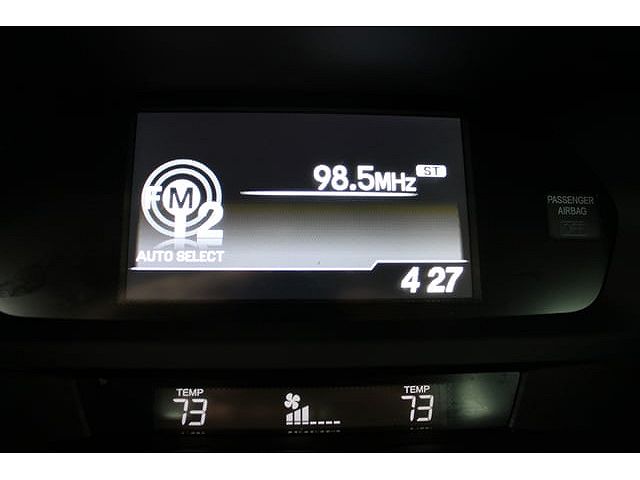 98.5MHz ST
FM
2
AUTO SELECT
4 27
PASSENGER
AIRBAG
TEMP
73
TEMP
73